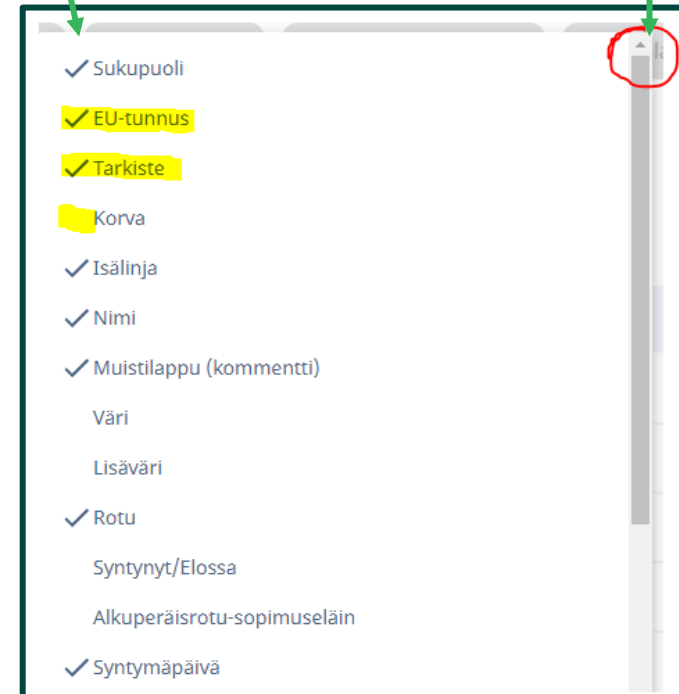 Sukupuoli
EU-tunnus
Tarkiste
Korva
Isälinja
Nimi
Muistilappu (kommentti)
Väri
Lisäväri
Rotu
Syntynyt/Elossa
Alkuperäisrotu-sopimuseläin
Syntymäpäivä